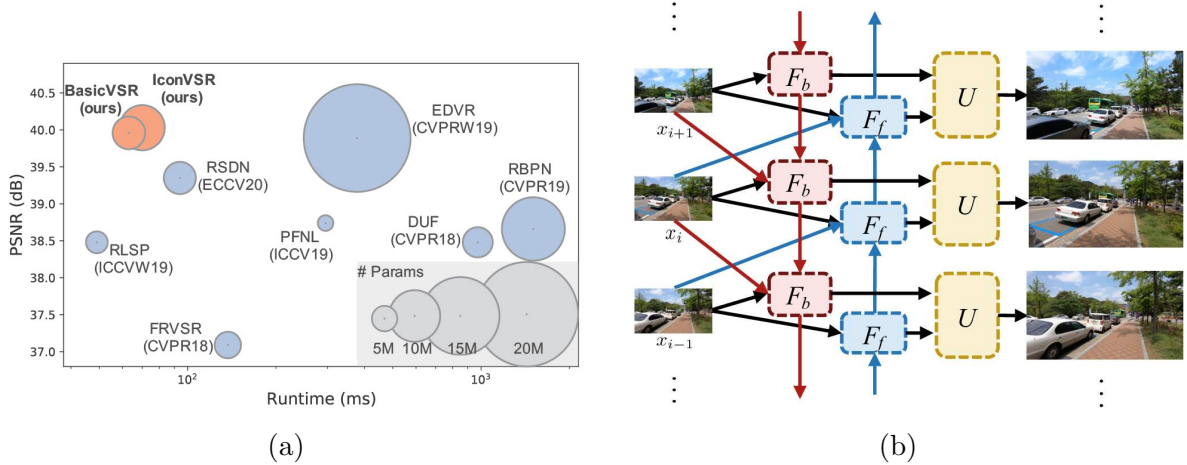 40.5
40.0
39.5
39.0
38.5
38.0
37.5
37.0
PSNR (dB)
BasicVSR
(ours)
IconVSR
(ours)
EDVR
(CVPRW19)
RSDN
(ECCV20)
RBPN
(CVPR19)
RLSP
(ICCVW19)
PFNL
(ICCV19)
DUF
(CVPR18)
FRVSR
(CVPR18)
# Params
5M 10M 15M 20M
10²
10³
Runtime (ms)
(a)
⋮ ⋮
F_b
F_f
U
x_{i+1}
F_b
F_f
U
x_i
F_b
F_f
U
x_{i-1}
⋮ ⋮
(b)